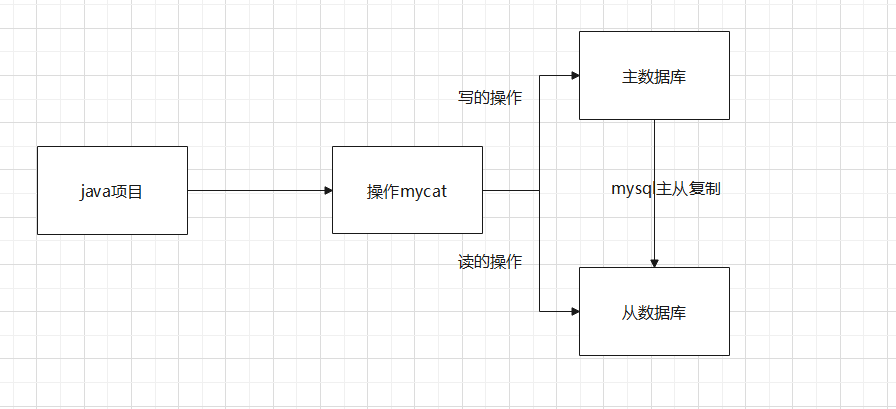 主数据库
写的操作
java项目
操作mycat
mysql主从复制
读的操作
从数据库